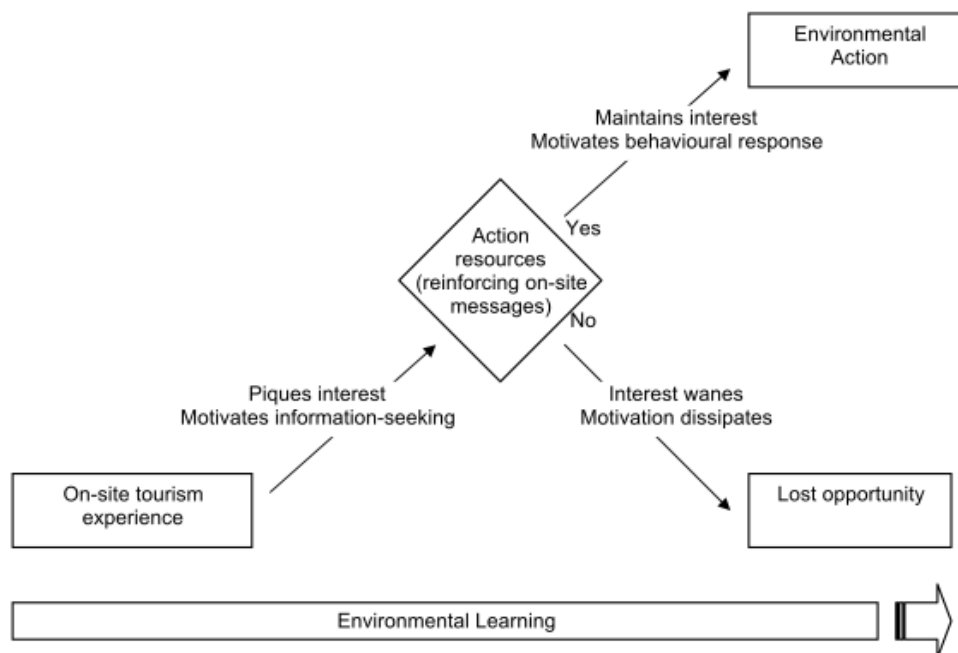 Environmental
Action
Maintains interest
Motivates behavioural response
Yes
Action
resources
(reinforcing on-site
messages)
No
Piques interest
Motivates information-seeking
Interest wanes
Motivation dissipates
On-site tourism
experience
Lost opportunity
Environmental Learning